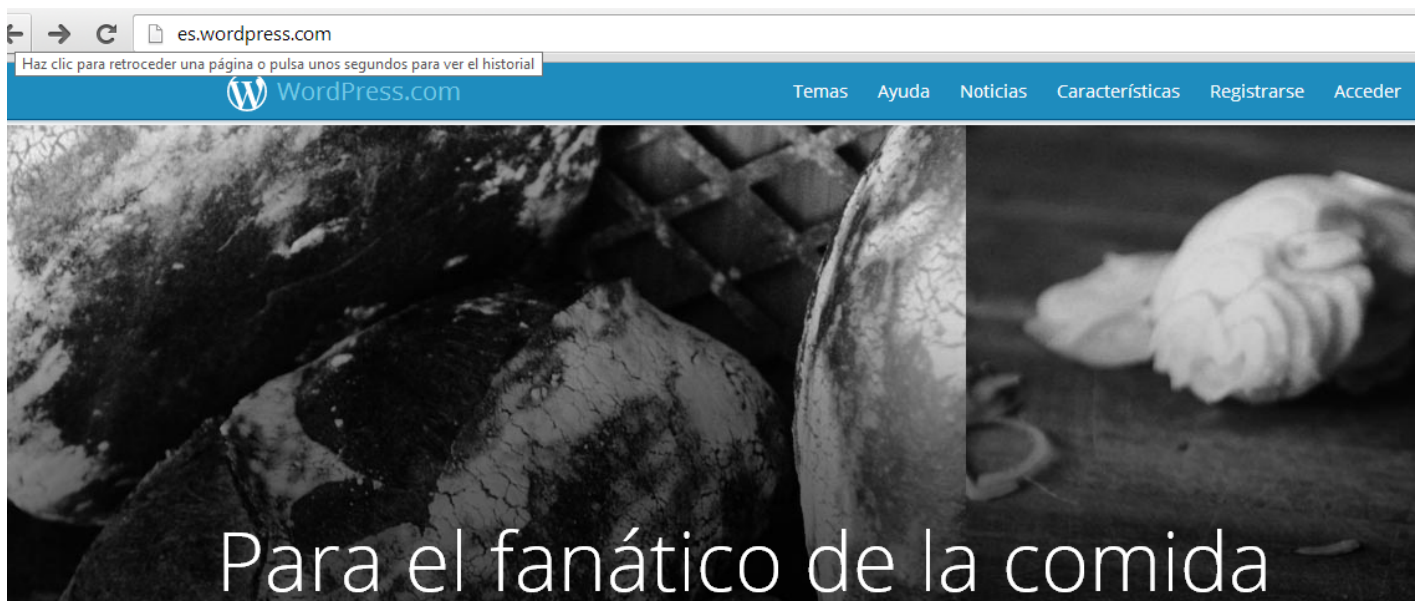 es.wordpress.com
Haz clic para retroceder una página o pulsa unos segundos para ver el historial
WordPress.com Temas Ayuda Noticias Características Registrarse Acceder
Para el fanático de la comida